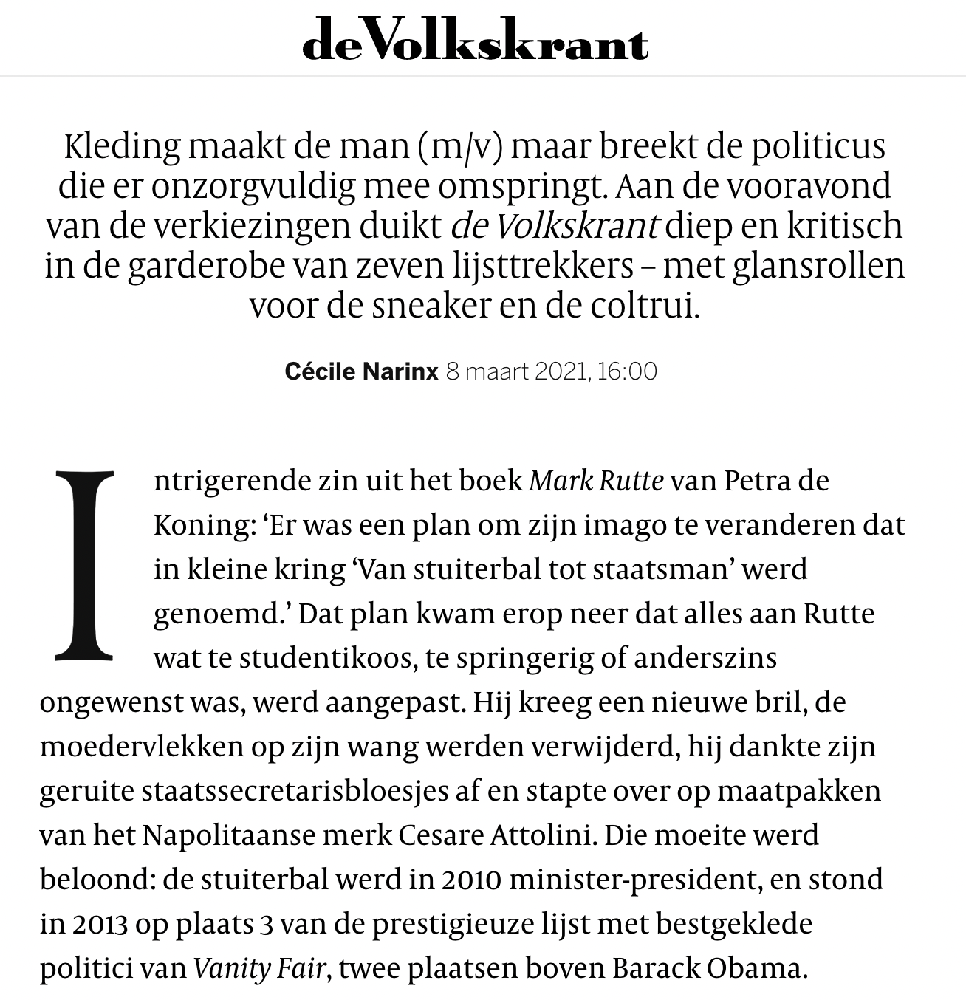 de Volkskrant
Kleding maakt de man (m/v) maar breekt de politicus
die er onzorgvuldig mee omspringt. Aan de vooravond
van de verkiezingen duikt de Volkskrant diep en kritisch
in de garderobe van zeven lijsttrekkers – met glansrollen
voor de sneaker en de coltrui.
Cécile Narinx 8 maart 2021, 16:00
Intrigerende zin uit het boek Mark Rutte van Petra de
Koning: ‘Er was een plan om zijn imago te veranderen dat
in kleine kring ‘Van stuiterbal tot staatsman’ werd
genoemd.’ Dat plan kwam erop neer dat alles aan Rutte
wat te studentikoos, te springerig of anderszins
ongewenst was, werd aangepast. Hij kreeg een nieuwe bril, de
moedervlekken op zijn wang werden verwijderd, hij dankte zijn
geruite staatssecretarisbloesjes af en stapte over op maatpakken
van het Napolitaanse merk Cesare Attolini. Die moeite werd
beloond: de stuiterbal werd in 2010 minister-president, en stond
in 2013 op plaats 3 van de prestigieuze lijst met bestgeklede
politici van Vanity Fair, twee plaatsen boven Barack Obama.